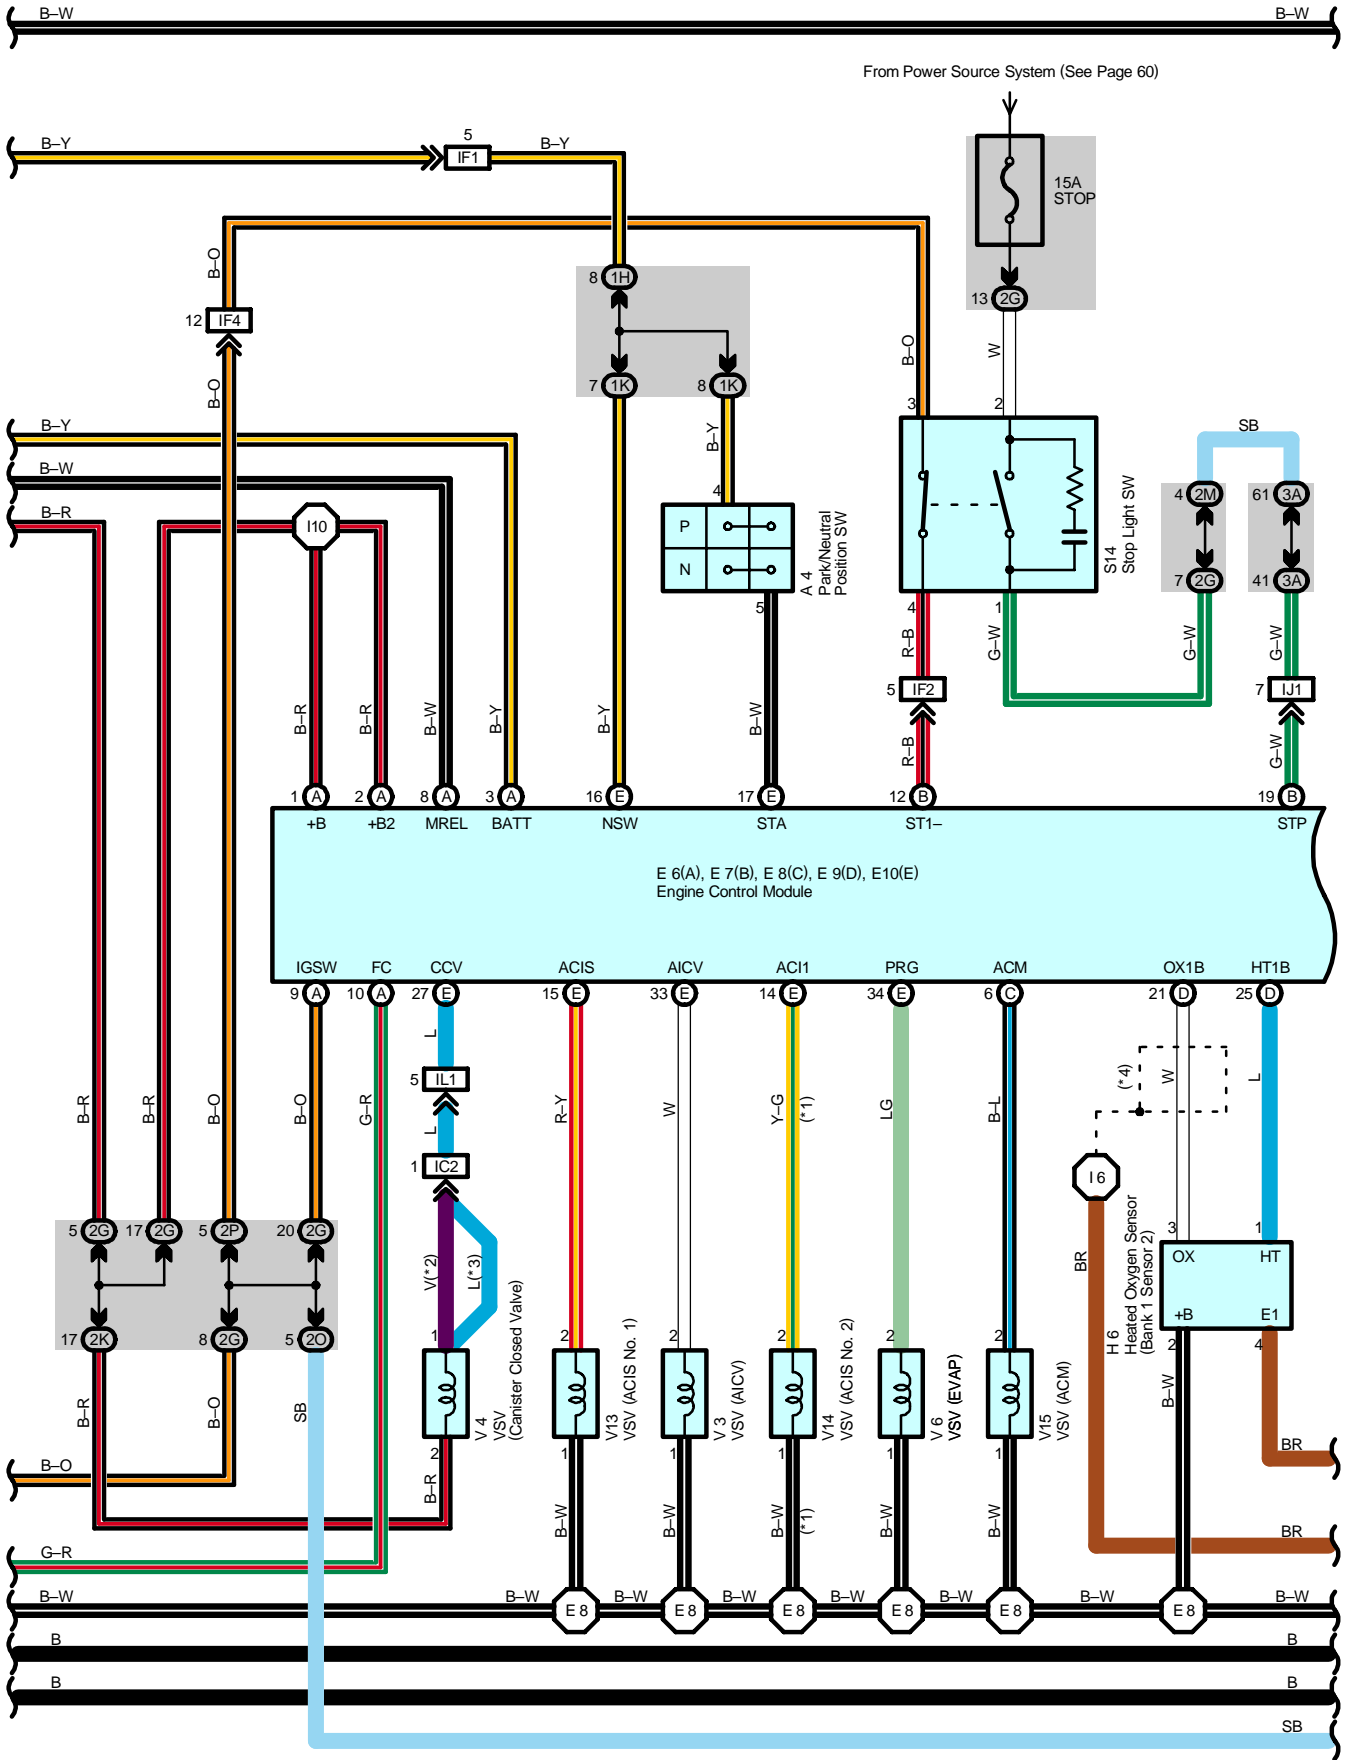 B–W
B–W
From Power Source System (See Page 60)
B–Y
5
IF1
B–Y
15A
STOP
B–O
8
1H
13
2G
12
IF4
B–O
W
B–O
7
1K
8
1K
3
2
B–Y
B–Y
SB
B–W
4
2M
61
3A
B–R
I10
4
P
N
A 4
Park/Neutral
Position SW
S14
Stop Light SW
7
2G
41
3A
5
4
1
R–B
G–W
G–W
G–W
5
IF2
7
IJ1
B–R
B–R
B–W
B–Y
B–Y
B–W
R–B
G–W
1
A
2
A
8
A
3
A
16
E
17
E
12
B
19
B
+B
+B2
MREL
BATT
NSW
STA
ST1–
STP
E 6(A), E 7(B), E 8(C), E 9(D), E10(E)
Engine Control Module
IGSW
FC
CCV
ACIS
AICV
ACI1
PRG
ACM
OX1B
HT1B
9
A
10
A
27
E
15
E
33
E
14
E
34
E
6
C
21
D
25
D
L
5
IL1
(*4)
W
L
B–R
B–R
B–O
B–O
G–R
L
R–Y
W
Y–G
(*1)
LG
B–L
1
IC2
I 6
5
2G
17
2G
5
2P
20
2G
3
1
V(*2)
L(*3)
BR
OX
HT
+B
E1
H 6
Heated Oxygen Sensor
(Bank 1 Sensor 2)
17
2K
8
2G
5
2O
1
2
2
2
2
2
2
4
V 4
VSV
(Canister Closed Valve)
V13
VSV (ACIS No. 1)
V 3
VSV (AICV)
V14
VSV (ACIS No. 2)
V 6
VSV (EVAP)
V15
VSV (ACM)
B–R
B–O
SB
B–W
2
1
1
1
1
1
B–O
B–R
BR
B–W
B–W
B–W
(*1)
B–W
B–W
BR
G–R
B–W
B–W
E 8
B–W
E 8
B–W
E 8
B–W
E 8
B–W
E 8
B–W
E 8
B–W
B
B
B
B
SB